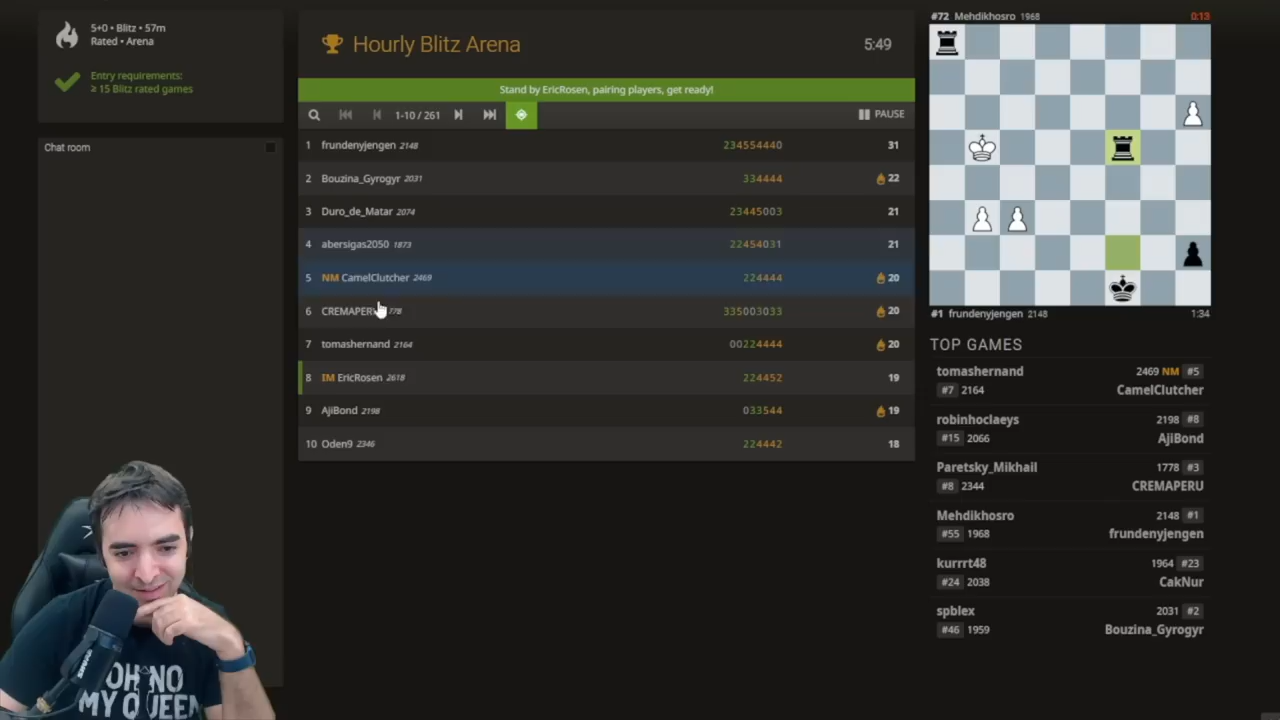 5+0 • Blitz • 57m
Rated • Arena
Entry requirements:
≥ 15 Blitz rated games
Chat room
Hourly Blitz Arena
5:49
Stand by EricRosen, pairing players, get ready!
1-10 / 261
PAUSE
1 frundenyjengen 2148 234554440 31
2 Bouzina_Gyrogyr 2031 334444 22
3 Duro_de_Matar 2074 23445003 21
4 abersigas2050 1873 22454031 21
5 NM CamelClutcher 2469 224444 20
6 335003033 20
7 tomashernand 2164 00224444 20
8 IM EricRosen 2618 224452 19
9 AjiBond 2198 033544 19
10 Oden9 2346 224442 18
#72 Mehdikhosro 1968 0:13
#1 frundenyjengen 2148 1:34
TOP GAMES
tomashernand 2469 NM #5
#7 2164 CamelClutcher
robinhoclaeys 2198 #8
#15 2066 AjiBond
Paretsky_Mikhail 1778 #3
#8 2344 CREMAPERU
Mehdikhosro 2148 #1
#55 1968 frundenyjengen
kurrrt48 1964 #23
#24 2038 CakNur
spblex 2031 #2
#46 1959 Bouzina_Gyrogyr
OH NO
MY QUEEN